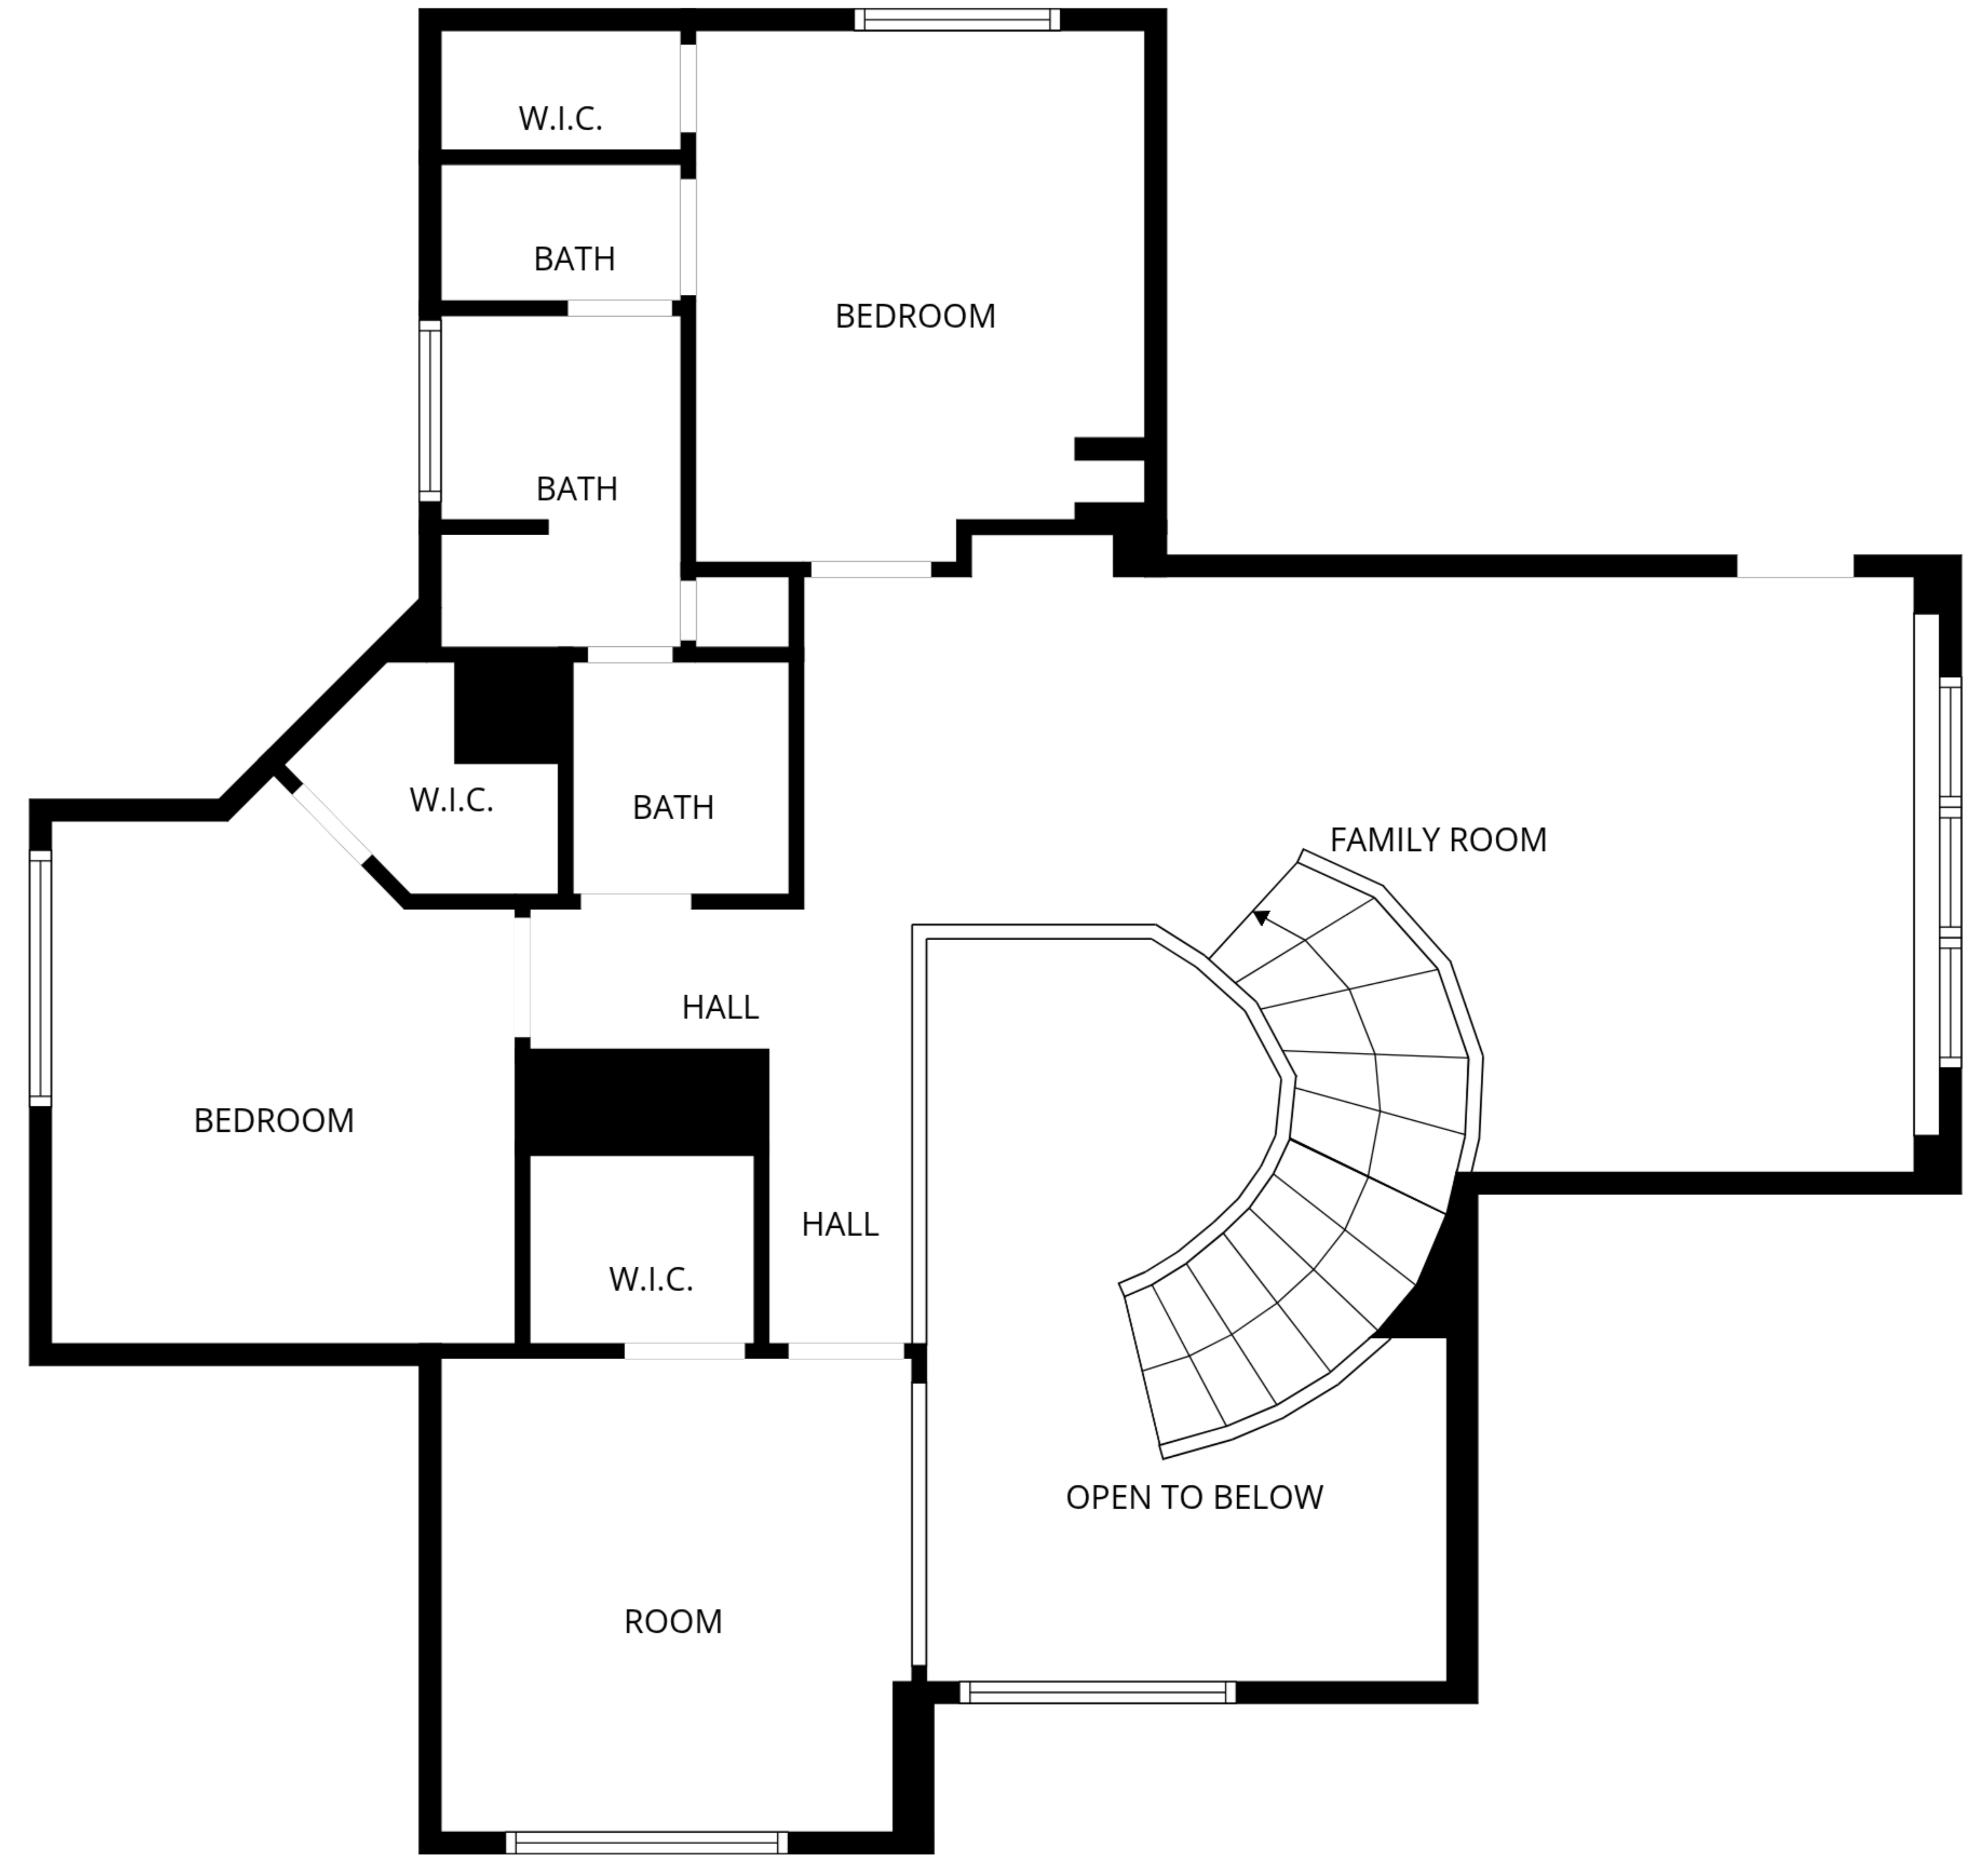 W.I.C.
BATH
BEDROOM
BATH
W.I.C.
BATH
FAMILY ROOM
HALL
BEDROOM
HALL
W.I.C.
OPEN TO BELOW
ROOM